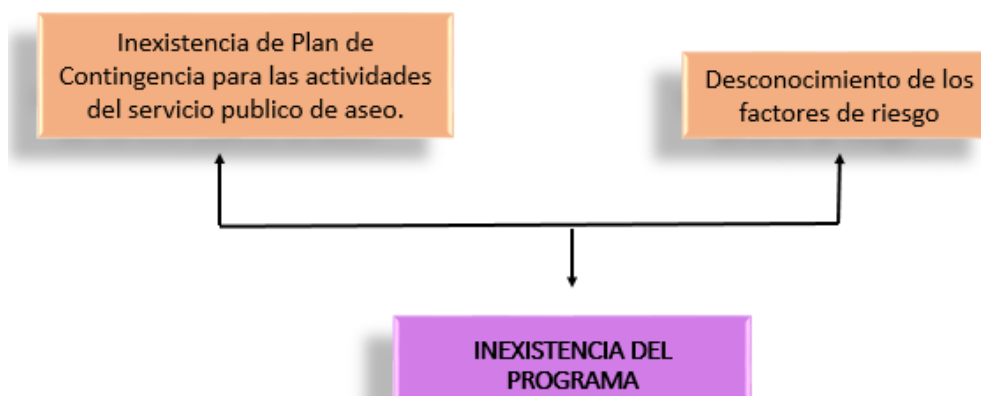 Inexistencia de Plan de
Contingencia para las actividades
del servicio publico de aseo.
Desconocimiento de los
factores de riesgo
INEXISTENCIA DEL
PROGRAMA